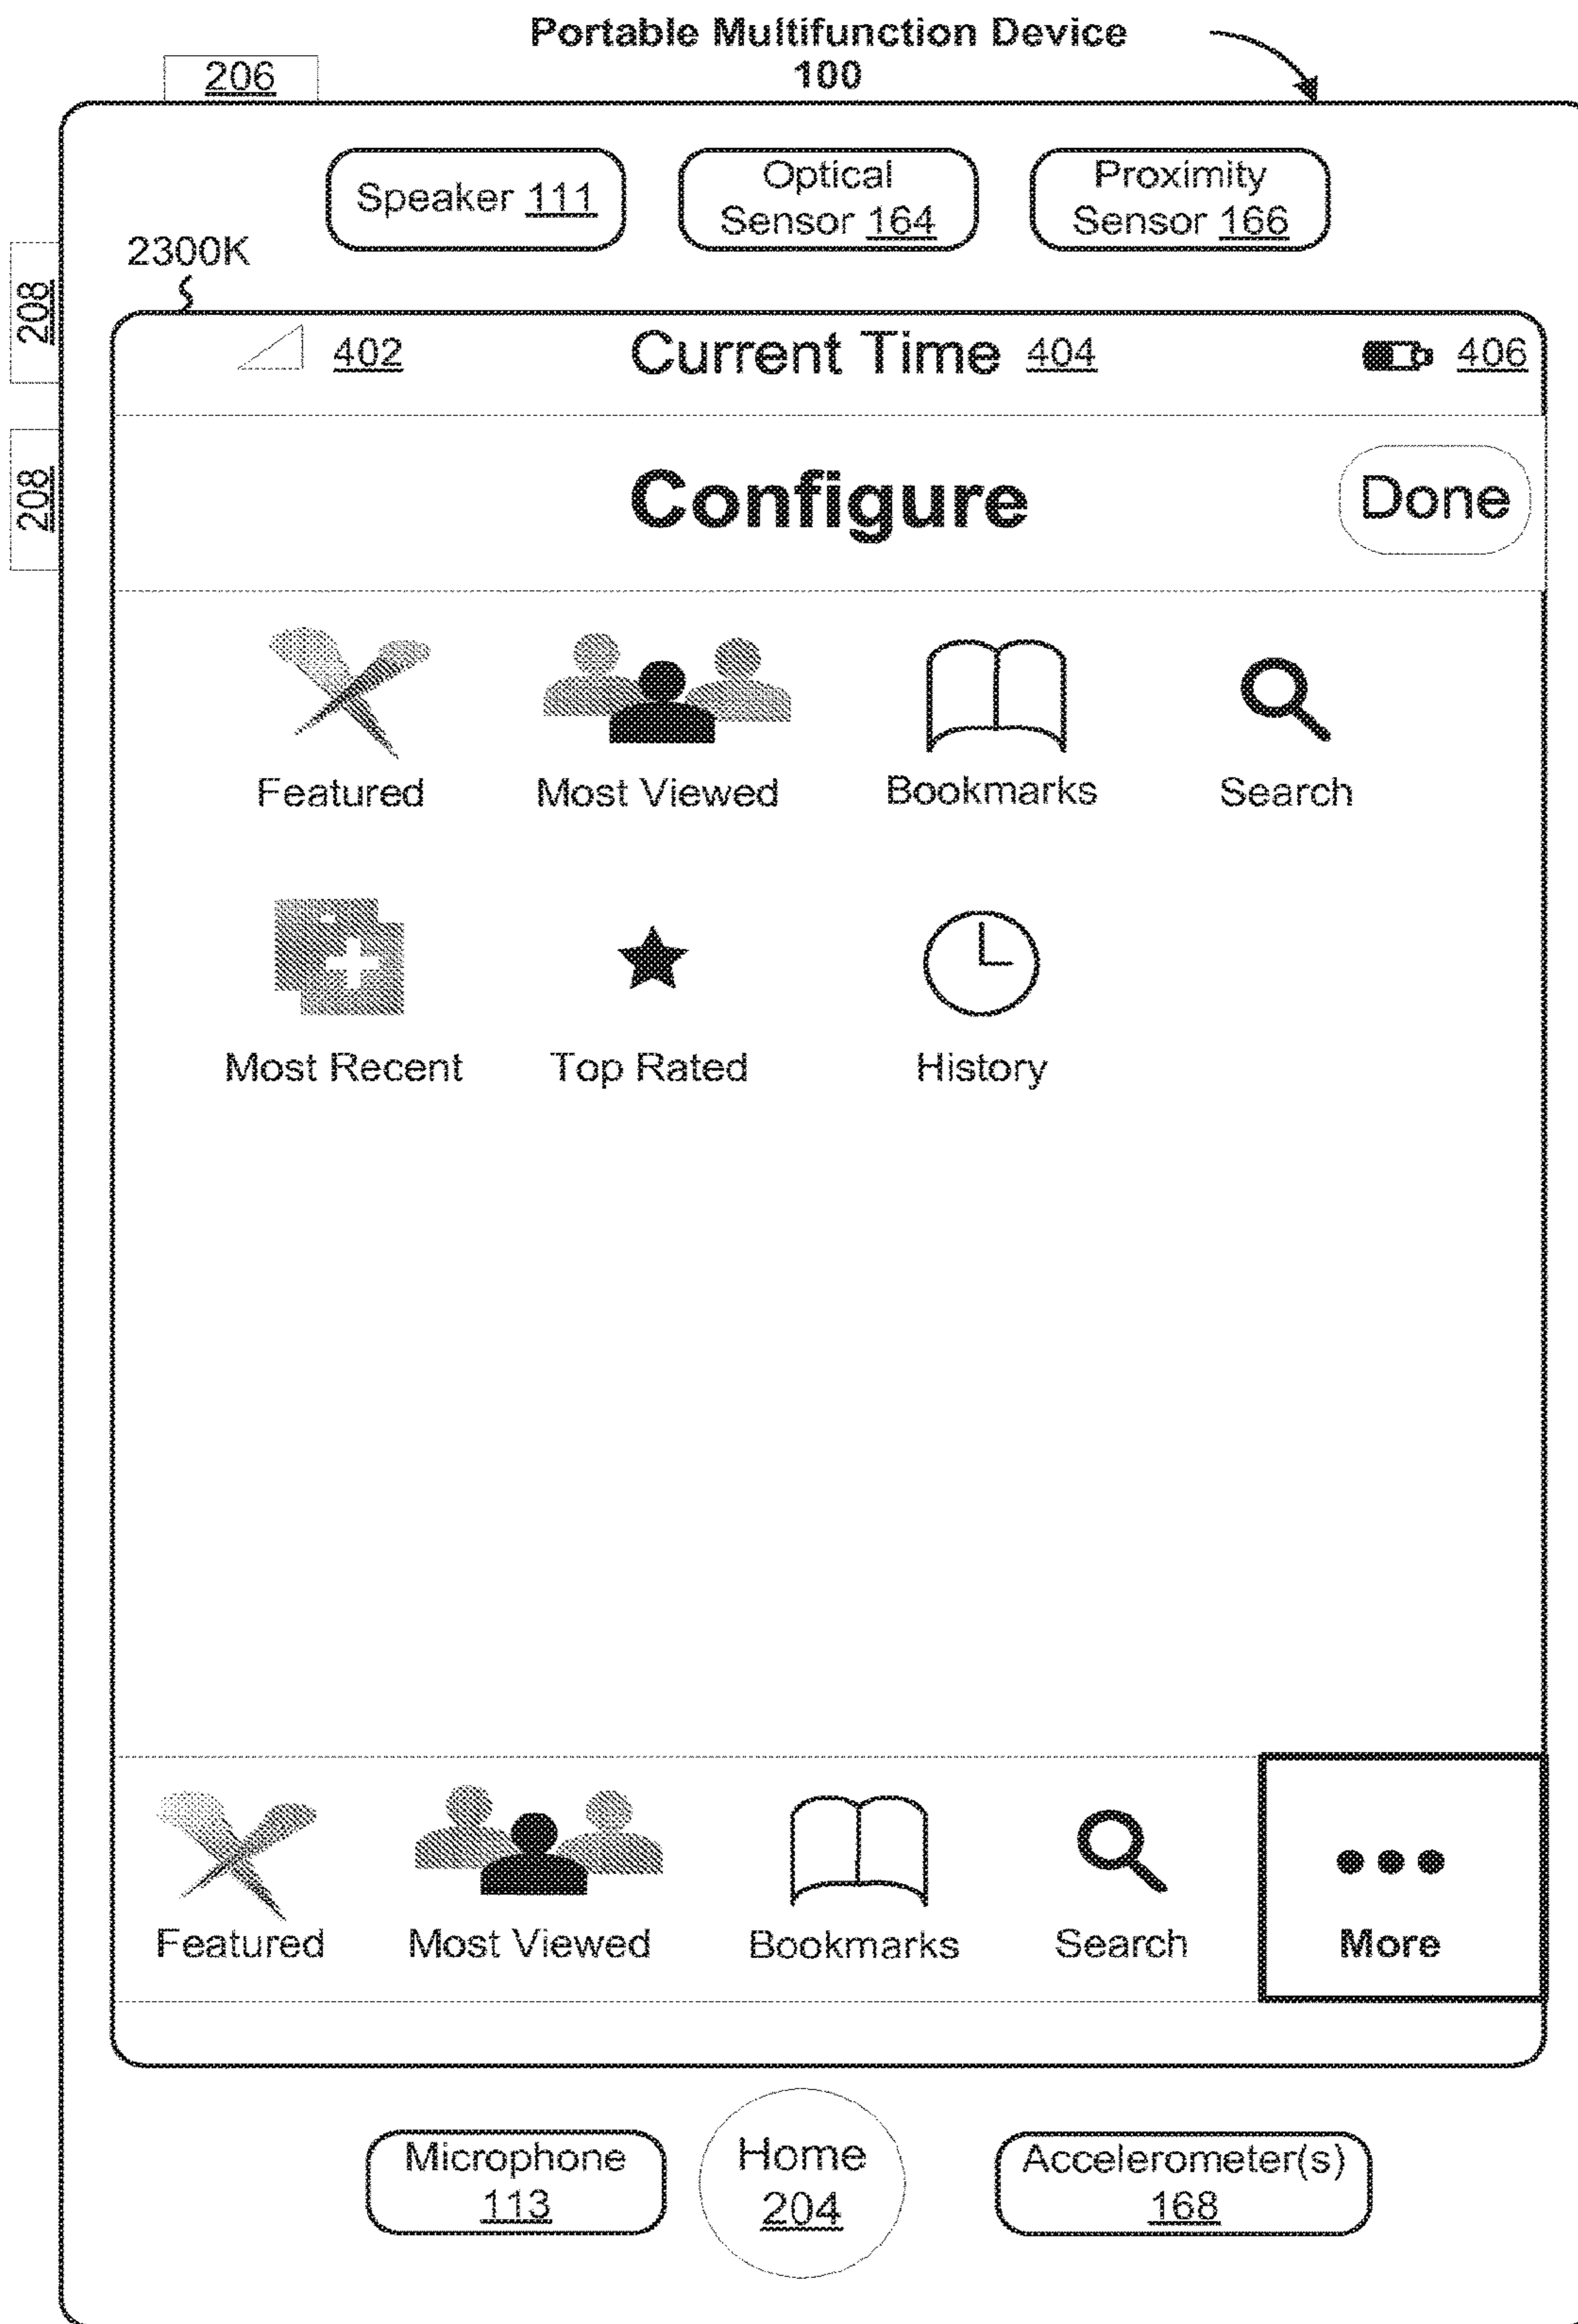 Portable Multifunction Device
100
206
Speaker 111
Optical
Sensor 164
Proximity
Sensor 166
2300K
208
402
Current Time 404
406
208
Configure
Done
Featured
Most Viewed
Bookmarks
Search
Most Recent
Top Rated
History
Featured
Most Viewed
Bookmarks
Search
More
Microphone
113
Home
204
Accelerometer(s)
168